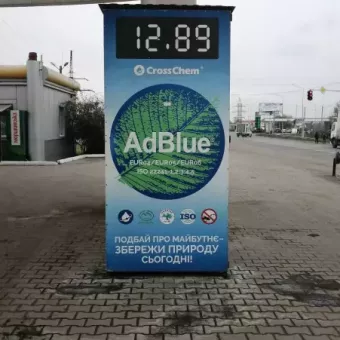 12.89
CrossChem
AdBlue
EURO4/EURO5/EURO6
ISO 22241-1,2,3,4,5
ISO
ПОДБАЙ ПРО МАЙБУТНЄ-
ЗБЕРЕЖИ ПРИРОДУ
СЬОГОДНІ!